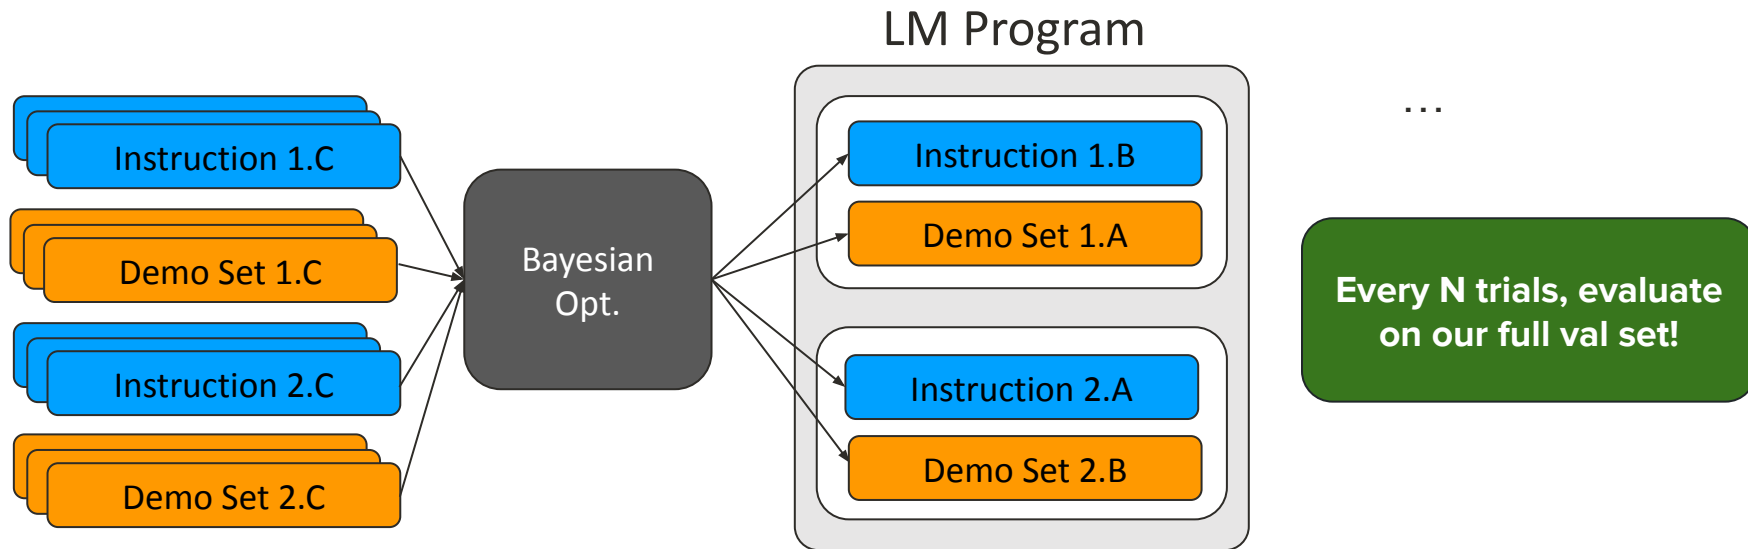 LM Program
Instruction 1.C
Demo Set 1.C
Instruction 2.C
Demo Set 2.C
Bayesian
Opt.
Instruction 1.B
Demo Set 1.A
Instruction 2.A
Demo Set 2.B
...
Every N trials, evaluate
on our full val set!